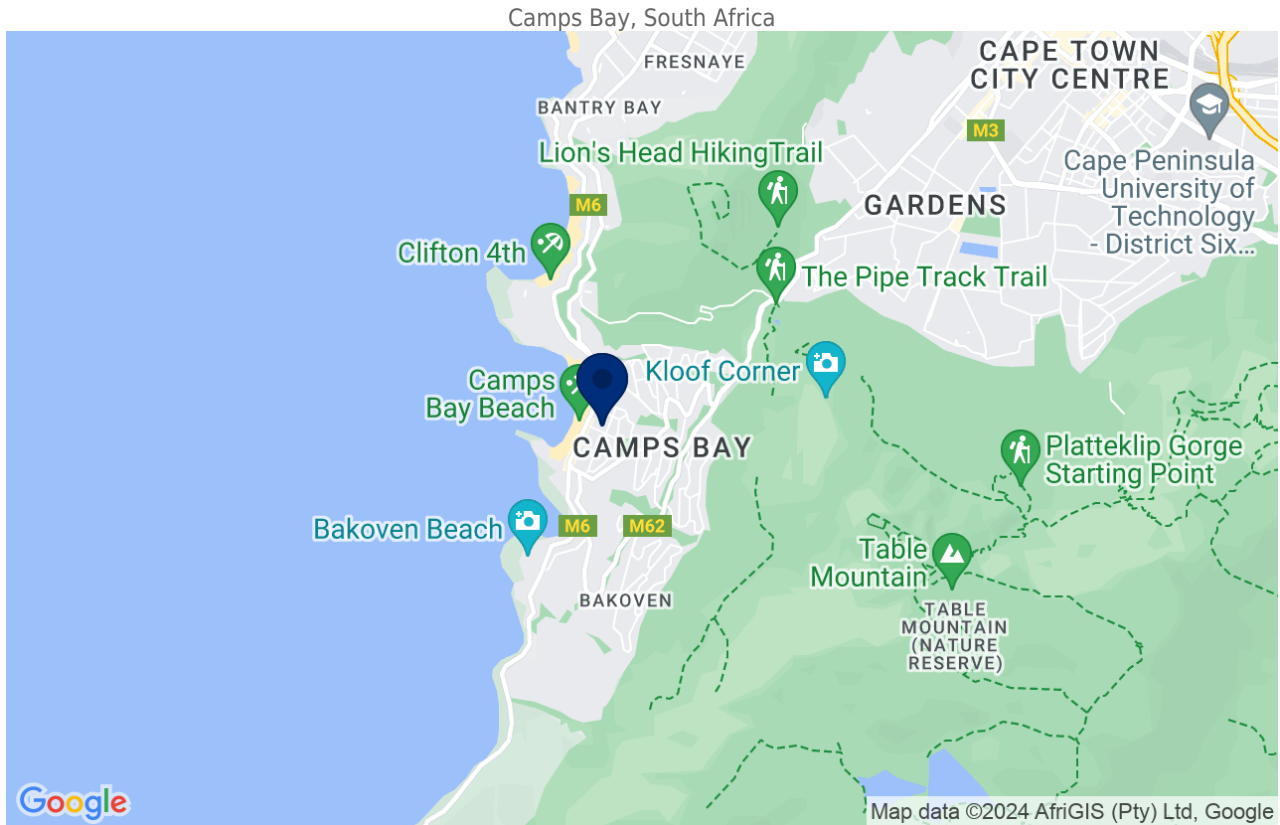 Camps Bay, South Africa
FRESNAYE
CAPE TOWN
CITY CENTRE
BANTRY BAY
M3
Lion's Head HikingTrail
Cape Peninsula
University of
Technology
- District Six...
M6
GARDENS
Clifton 4th
The Pipe Track Trail
Camps
Bay Beach
Kloof Corner
CAMPS BAY
Platteklip Gorge
Starting Point
Bakoven Beach
M6
M62
Table
Mountain
BAKOVEN
TABLE
MOUNTAIN
(NATURE
RESERVE)
Google
Map data ©2024 AfriGIS (Pty) Ltd, Google